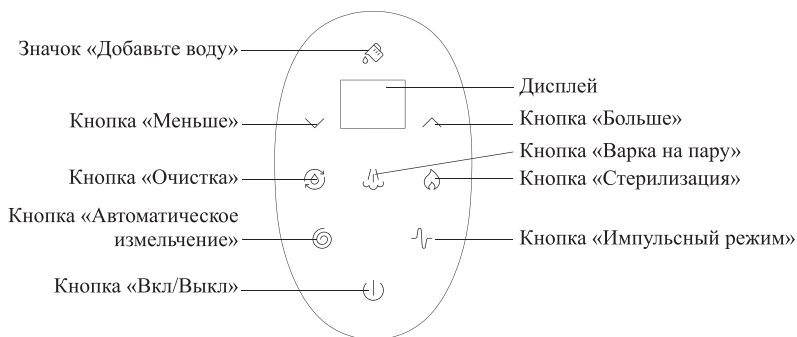 Значок «Добавьте воду»
Дисплей
Кнопка «Меньше»
Кнопка «Больше»
Кнопка «Варка на пару»
Кнопка «Очистка»
Кнопка «Стерилизация»
Кнопка «Автоматическое
измельчение»
Кнопка «Импульсный режим»
Кнопка «Вкл/Выкл»